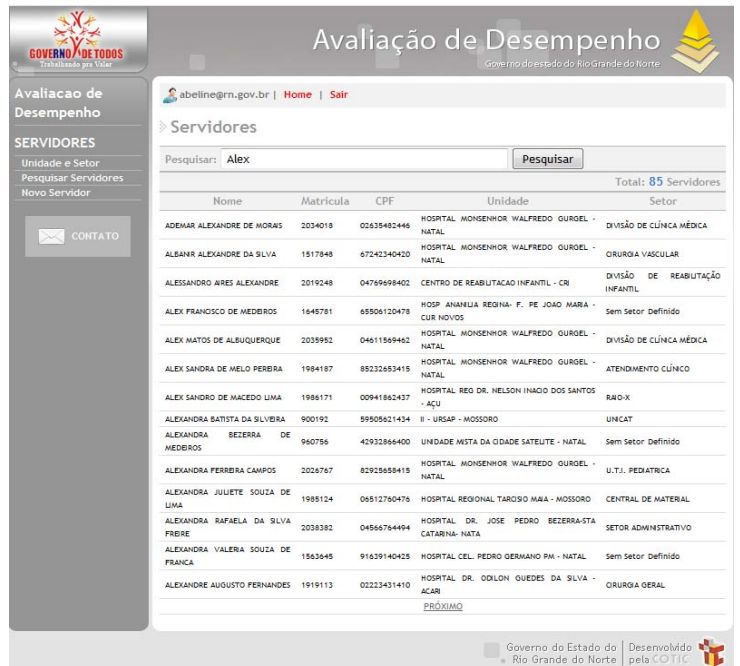 GOVERNO DE TODOS
Trabalhando pra Valer
Avaliação de Desempenho
Governo do estado do Rio Grande do Norte
Avaliacao de
Desempenho
SERVIDORES
Unidade e Setor
Pesquisar Servidores
Novo Servidor
CONTATO
abeline@rn.gov.br | Home | Sair
Servidores
Pesquisar: Alex Pesquisar
Total: 85 Servidores
Nome Matrícula CPF Unidade Setor
ADEMAR ALEXANDRE DE MORAIS 2034018 02635482446 HOSPITAL MONSENHOR WALFREDO GURGEL -
NATAL DIVISÃO DE CLÍNICA MÉDICA
ALBANIR ALEXANDRE DA SILVA 1517848 67242340420 HOSPITAL MONSENHOR WALFREDO GURGEL -
NATAL CIRURGIA VASCULAR
ALESSANDRO AIRES ALEXANDRE 2019248 04769698402 CENTRO DE REABILITACAO INFANTIL - CRI DIVISÃO DE REABILITAÇÃO
INFANTIL
ALEX FRANCISCO DE MEDEIROS 1645781 65506120478 HOSP ANANILIA REGINA- F. PE JOAO MARIA -
CUR NOVOS Sem Setor Definido
ALEX MATOS DE ALBUQUERQUE 2035952 04611569462 HOSPITAL MONSENHOR WALFREDO GURGEL -
NATAL DIVISÃO DE CLÍNICA MÉDICA
ALEX SANDRA DE MELO PEREIRA 1984187 85232653415 HOSPITAL MONSENHOR WALFREDO GURGEL -
NATAL ATENDIMENTO CLÍNICO
ALEX SANDRO DE MACEDO LIMA 1986171 00941862437 HOSPITAL REG DR. NELSON INACIO DOS SANTOS
- AÇU RAIO-X
ALEXANDRA BATISTA DA SILVEIRA 900192 59505621434 II - URSAP - MOSSORO UNICAT
ALEXANDRA BEZERRA DE
MEDEIROS 960756 42932866400 UNIDADE MISTA DA CIDADE SATELITE - NATAL Sem Setor Definido
ALEXANDRA FERREIRA CAMPOS 2026767 82925658415 HOSPITAL MONSENHOR WALFREDO GURGEL -
NATAL U.T.I. PEDIATRICA
ALEXANDRA JULIETE SOUZA DE
LIMA 1985124 06512760476 HOSPITAL REGIONAL TARCISIO MAIA - MOSSORO CENTRAL DE MATERIAL
ALEXANDRA RAFAELA DA SILVA
FREIRE 2038382 04566764494 HOSPITAL DR. JOSE PEDRO BEZERRA-STA
CATARINA- NATA SETOR ADMINISTRATIVO
ALEXANDRA VALERIA SOUZA DE
FRANCA 1563645 91639140425 HOSPITAL CEL. PEDRO GERMANO PM - NATAL Sem Setor Definido
ALEXANDRE AUGUSTO FERNANDES 1919113 02223431410 HOSPITAL DR. ODILON GUEDES DA SILVA -
ACARI CIRURGIA GERAL
PRÓXIMO
Governo do Estado do
Rio Grande do Norte
Desenvolvido
pela COTIC